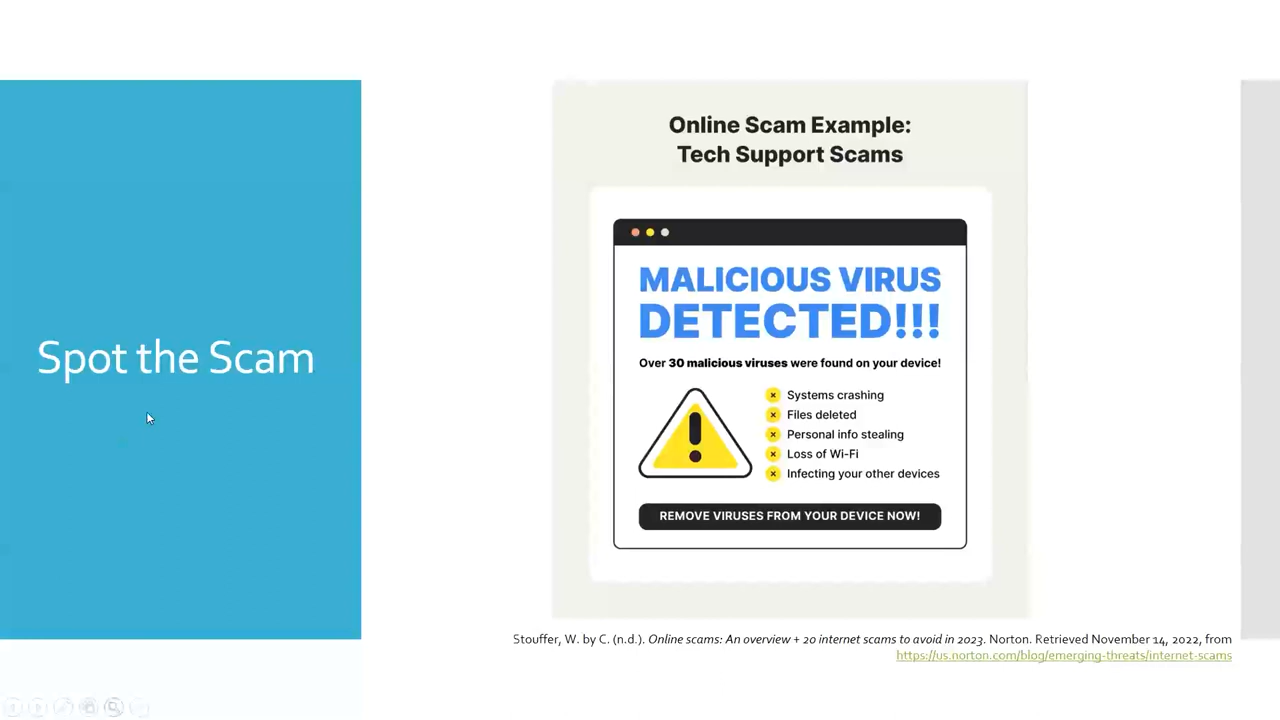 Spot the Scam
Online Scam Example:
Tech Support Scams
MALICIOUS VIRUS
DETECTED!!!
Over 30 malicious viruses were found on your device!
Systems crashing
Files deleted
Personal info stealing
Loss of Wi-Fi
Infecting your other devices
REMOVE VIRUSES FROM YOUR DEVICE NOW!
Stouffer, W. by C. (n.d.). Online scams: An overview + 20 internet scams to avoid in 2023. Norton. Retrieved November 14, 2022, from
https://us.norton.com/blog/emerging-threats/internet-scams